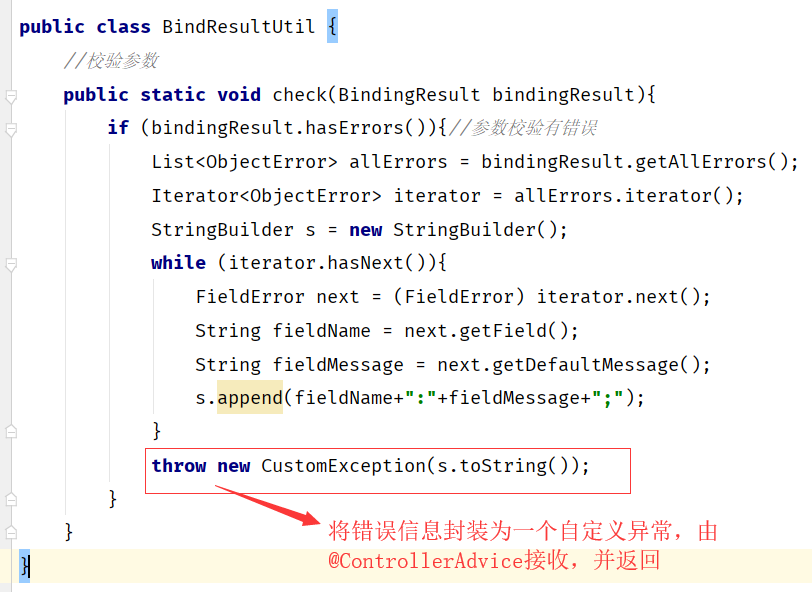 public class BindResultUtil {
//校验参数
public static void check(BindingResult bindingResult){
if (bindingResult.hasErrors()){//参数校验有错误
List<ObjectError> allErrors = bindingResult.getAllErrors();
Iterator<ObjectError> iterator = allErrors.iterator();
StringBuilder s = new StringBuilder();
while (iterator.hasNext()){
FieldError next = (FieldError) iterator.next();
String fieldName = next.getField();
String fieldMessage = next.getDefaultMessage();
s.append(fieldName+":"+fieldMessage+";");
}
throw new CustomException(s.toString());
}
将错误信息封装为一个自定义异常，由
@ControllerAdvice接收，并返回
}
}